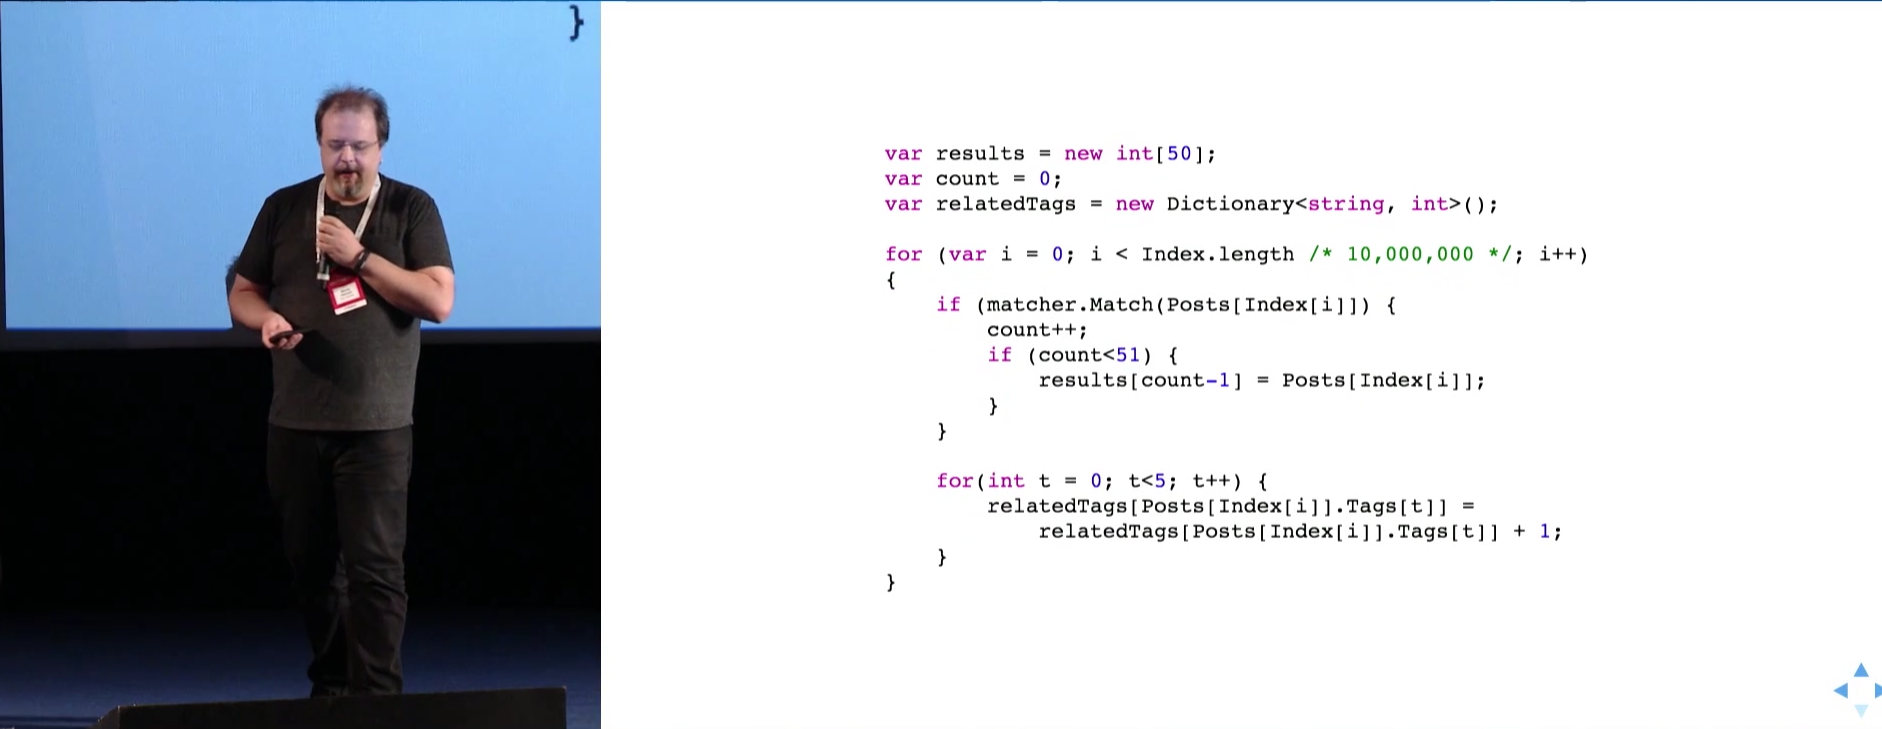 }
var results = new int[50];
var count = 0;
var relatedTags = new Dictionary<string, int>();
for (var i = 0; i < Index.length /* 10,000,000 */; i++)
{
if (matcher.Match(Posts[Index[i]]) {
count++;
if (count<51) {
results[count-1] = Posts[Index[i]];
}
}
for(int t = 0; t<5; t++) {
relatedTags[Posts[Index[i]].Tags[t]] =
relatedTags[Posts[Index[i]].Tags[t]] + 1;
}
}